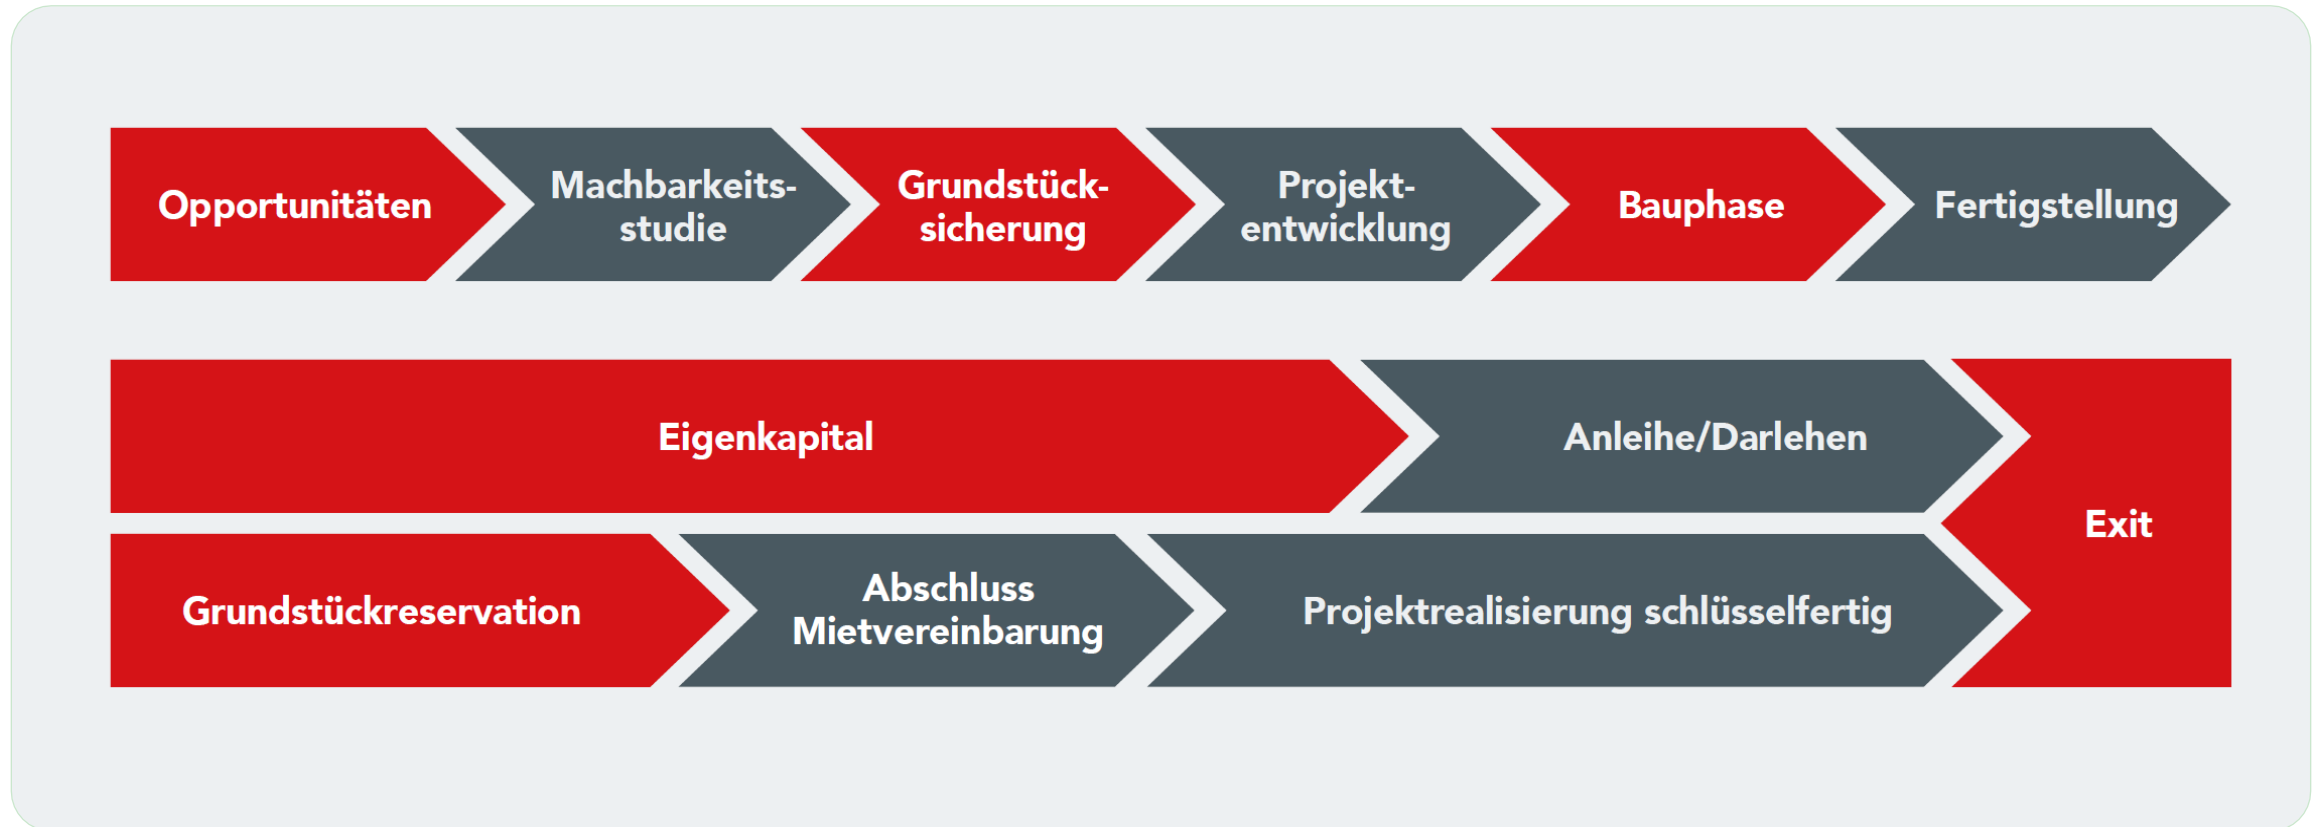 Opportunitäten
Machbarkeits-
studie
Grundstück-
sicherung
Projekt-
entwicklung
Bauphase
Fertigstellung
Eigenkapital
Anleihe/Darlehen
Exit
Grundstückreservation
Abschluss
Mietvereinbarung
Projektrealisierung schlüsselfertig